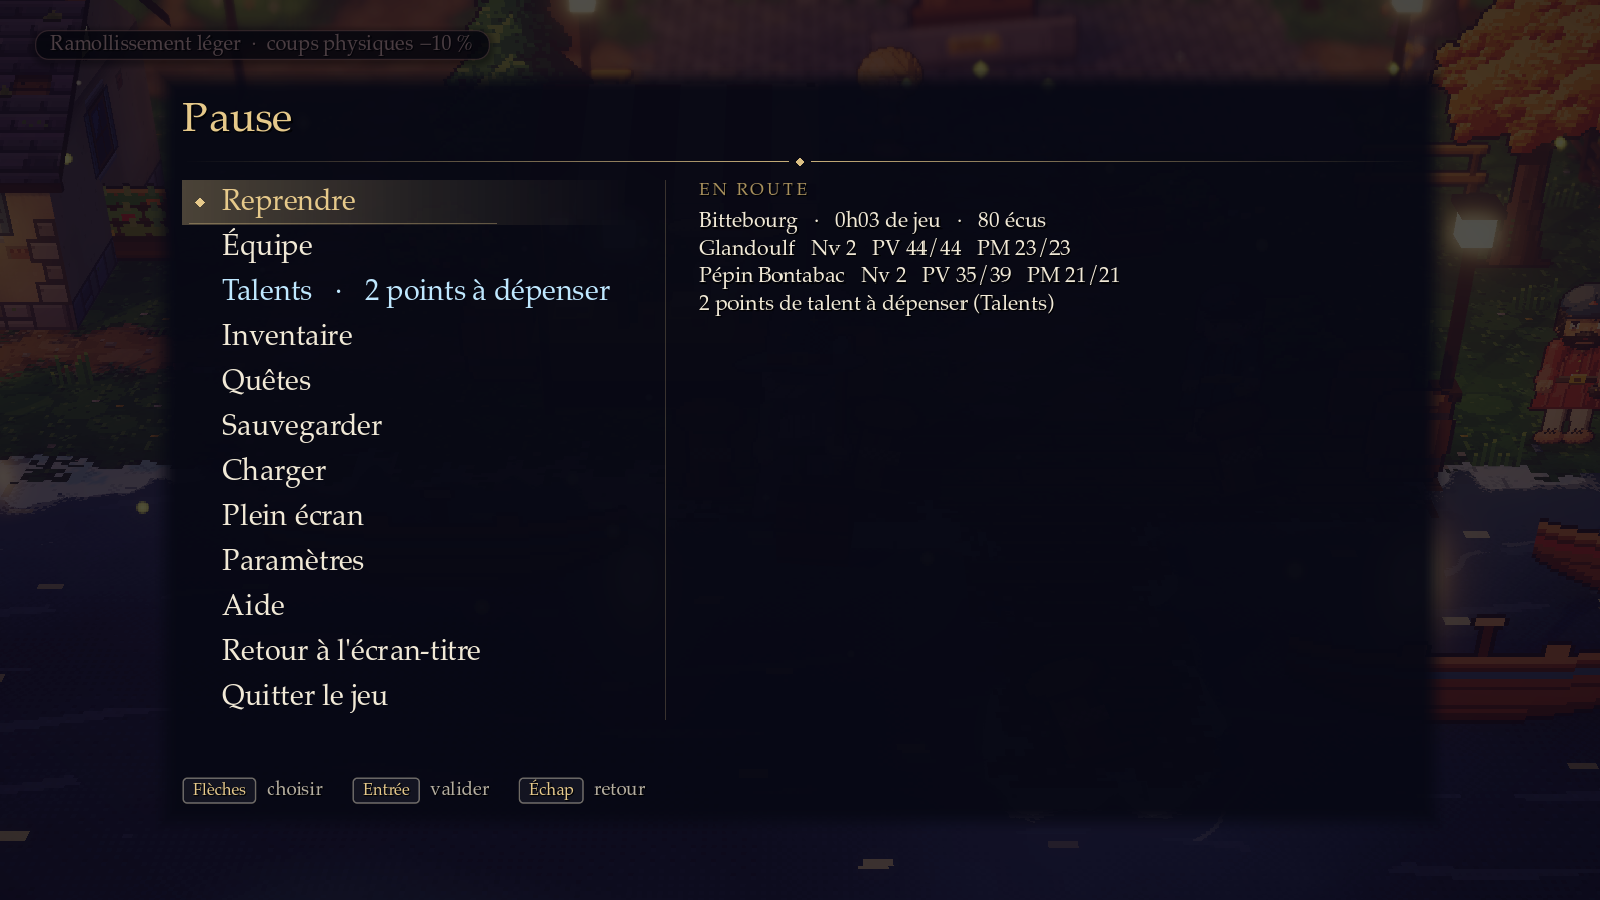 Ramollissement léger · coups physiques −10 %
Pause
Reprendre
Équipe
Talents · 2 points à dépenser
Inventaire
Quêtes
Sauvegarder
Charger
Plein écran
Paramètres
Aide
Retour à l'écran-titre
Quitter le jeu
EN ROUTE
Bittebourg · 0h03 de jeu · 80 écus
Glandoulf Nv 2 PV 44/44 PM 23/23
Pépin Bontabac Nv 2 PV 35/39 PM 21/21
2 points de talent à dépenser (Talents)
Flèches choisir Entrée valider Échap retour